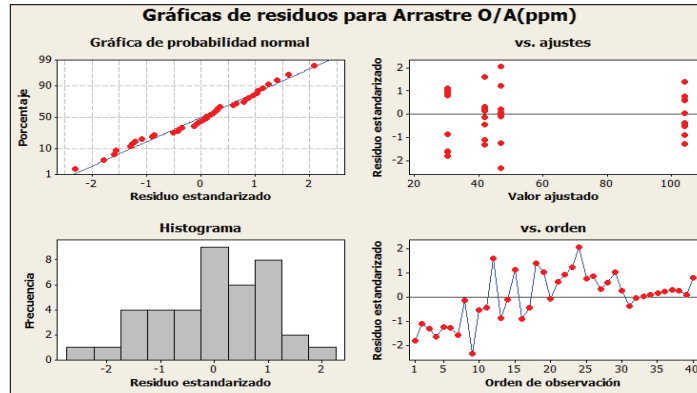 Gráficas de residuos para Arrastre O/A(ppm)
Gráfica de probabilidad normal
Porcentaje
99
90
50
10
1
-2 -1 0 1 2
Residuo estandarizado
vs. ajustes
Residuo estandarizado
2
1
0
-1
-2
20 40 60 80 100
Valor ajustado
Histograma
Frecuencia
8
6
4
2
0
-2 -1 0 1 2
Residuo estandarizado
vs. orden
Residuo estandarizado
2
1
0
-1
-2
1 5 10 15 20 25 30 35 40
Orden de observación